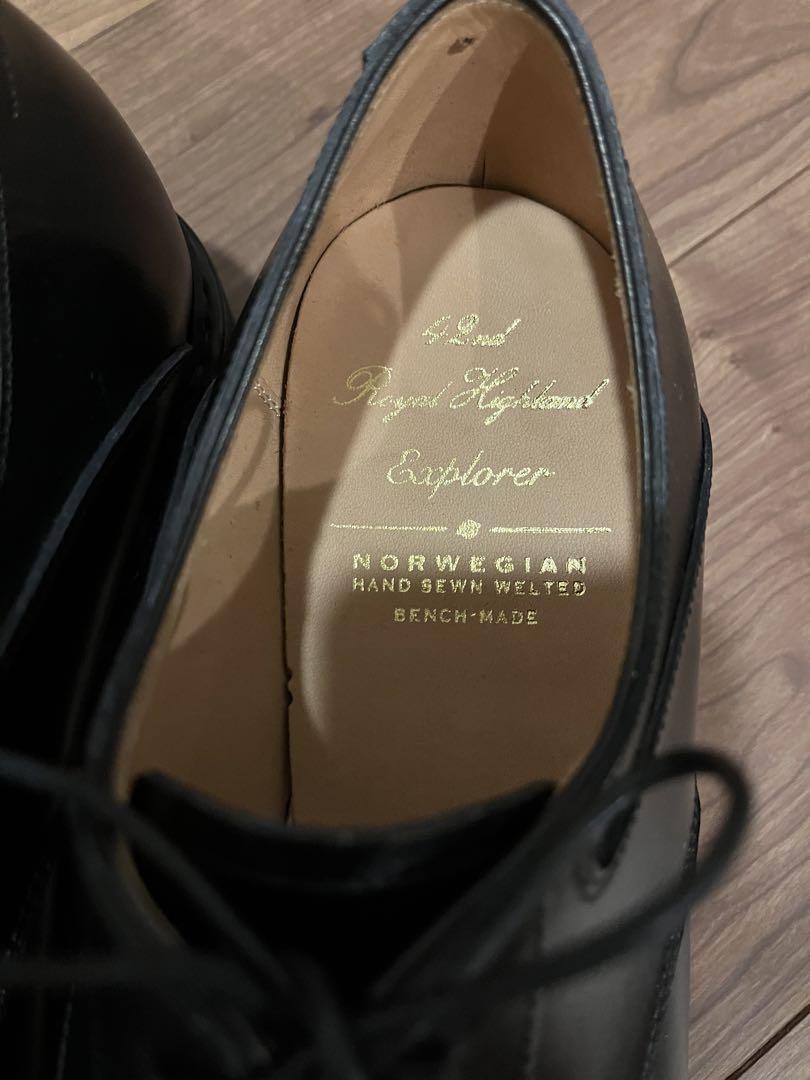 42nd
Royal Highland
Explorer
NORWEGIAN
HAND SEWN WELTED
BENCH-MADE